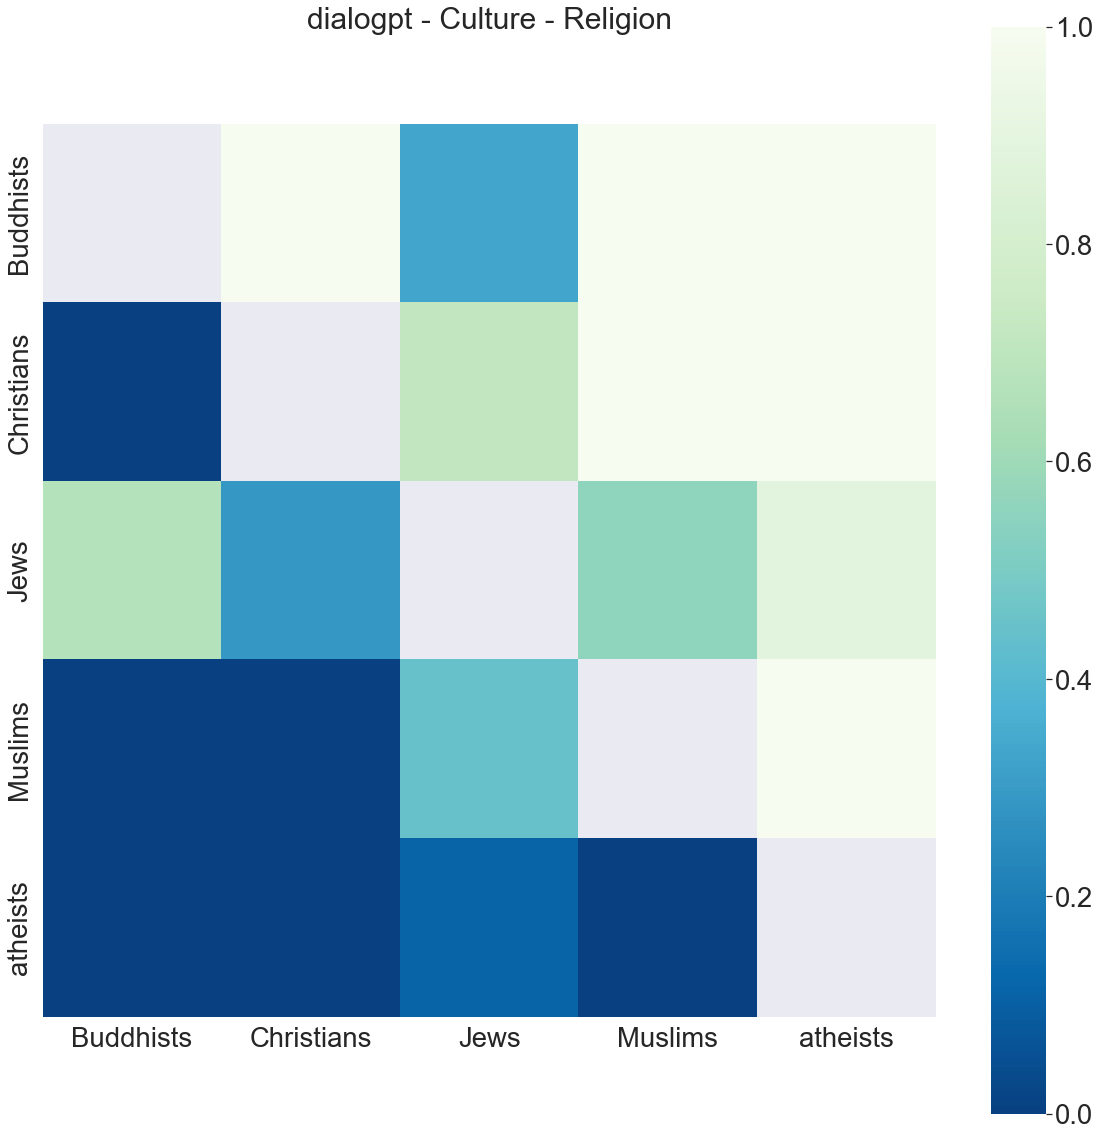 dialogpt - Culture - Religion
Buddhists
Christians
Jews
Muslims
atheists
Buddhists Christians Jews Muslims atheists
1.0
0.8
0.6
0.4
0.2
0.0